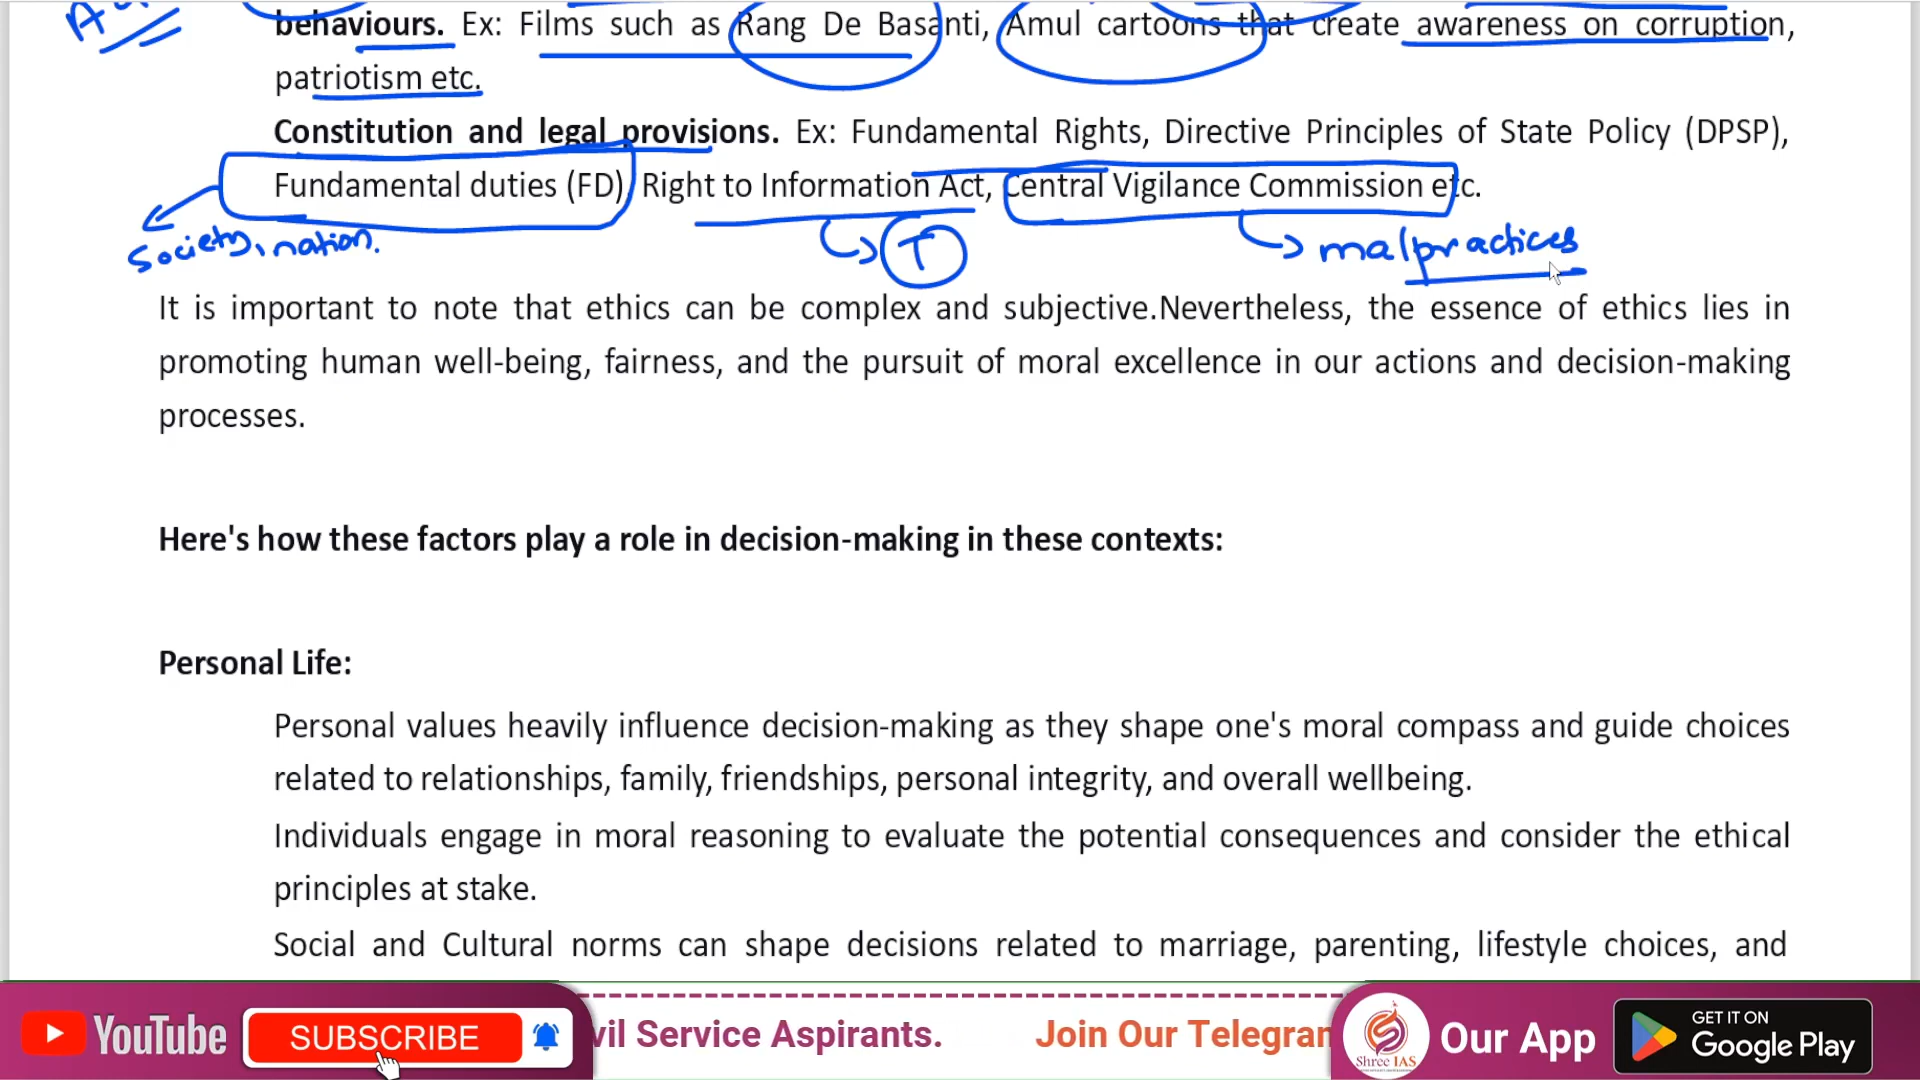 behaviours. Ex: Films such as Rang De Basanti, Amul cartoons that create awareness on corruption,
patriotism etc.
Constitution and legal provisions. Ex: Fundamental Rights, Directive Principles of State Policy (DPSP),
Fundamental duties (FD), Right to Information Act, Central Vigilance Commission etc.
society, nation.
T
malpractices
It is important to note that ethics can be complex and subjective.Nevertheless, the essence of ethics lies in
promoting human well-being, fairness, and the pursuit of moral excellence in our actions and decision-making
processes.
Here's how these factors play a role in decision-making in these contexts:
Personal Life:
Personal values heavily influence decision-making as they shape one's moral compass and guide choices
related to relationships, family, friendships, personal integrity, and overall wellbeing.
Individuals engage in moral reasoning to evaluate the potential consequences and consider the ethical
principles at stake.
Social and Cultural norms can shape decisions related to marriage, parenting, lifestyle choices, and
YouTube SUBSCRIBE vil Service Aspirants. Join Our Telegram Shree IAS Our App GET IT ON
Google Play